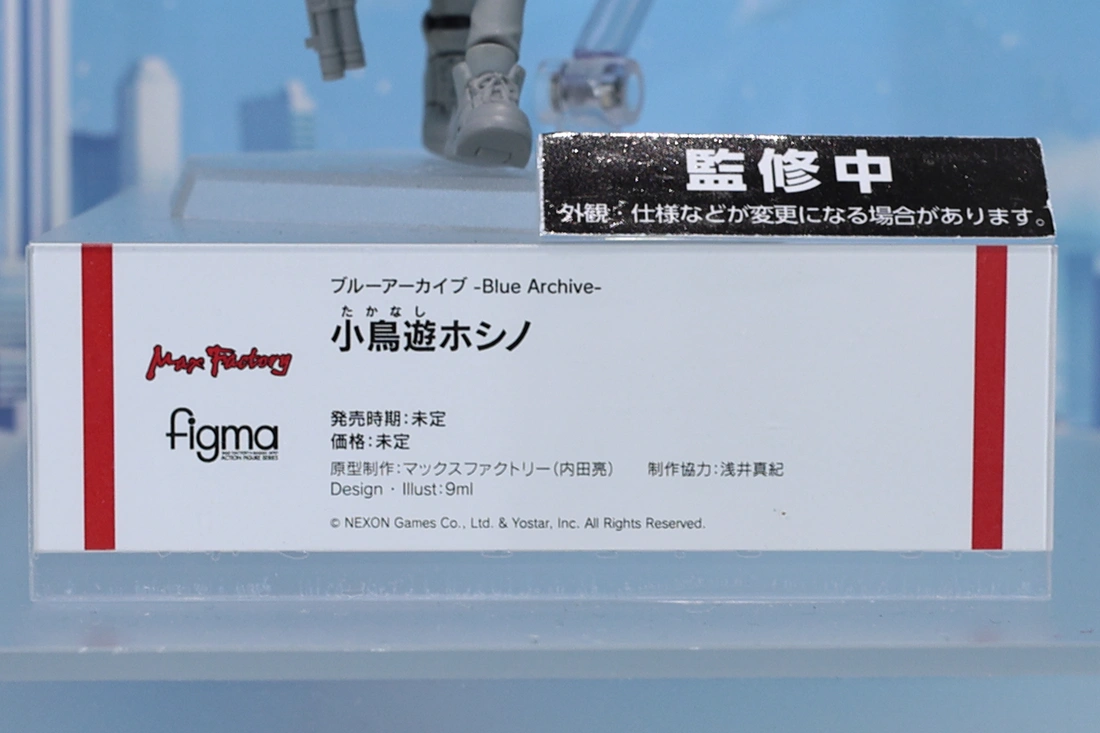 監修中
外観・仕様などが変更になる場合があります。
ブルーアーカイブ -Blue Archive-
たかなし
小鳥遊ホシノ
Max Factory
figma
ACTION FIGURE SERIES
発売時期:未定
価格:未定
原型制作:マックスファクトリー(内田亮) 制作協力:浅井真紀
Design・Illust:9ml
© NEXON Games Co., Ltd. & Yostar, Inc. All Rights Reserved.